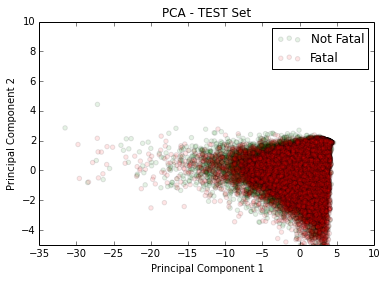 PCA - TEST Set
Not Fatal
Fatal
Principal Component 2
10
8
6
4
2
0
−2
−4
−35 −30 −25 −20 −15 −10 −5 0 5 10
Principal Component 1